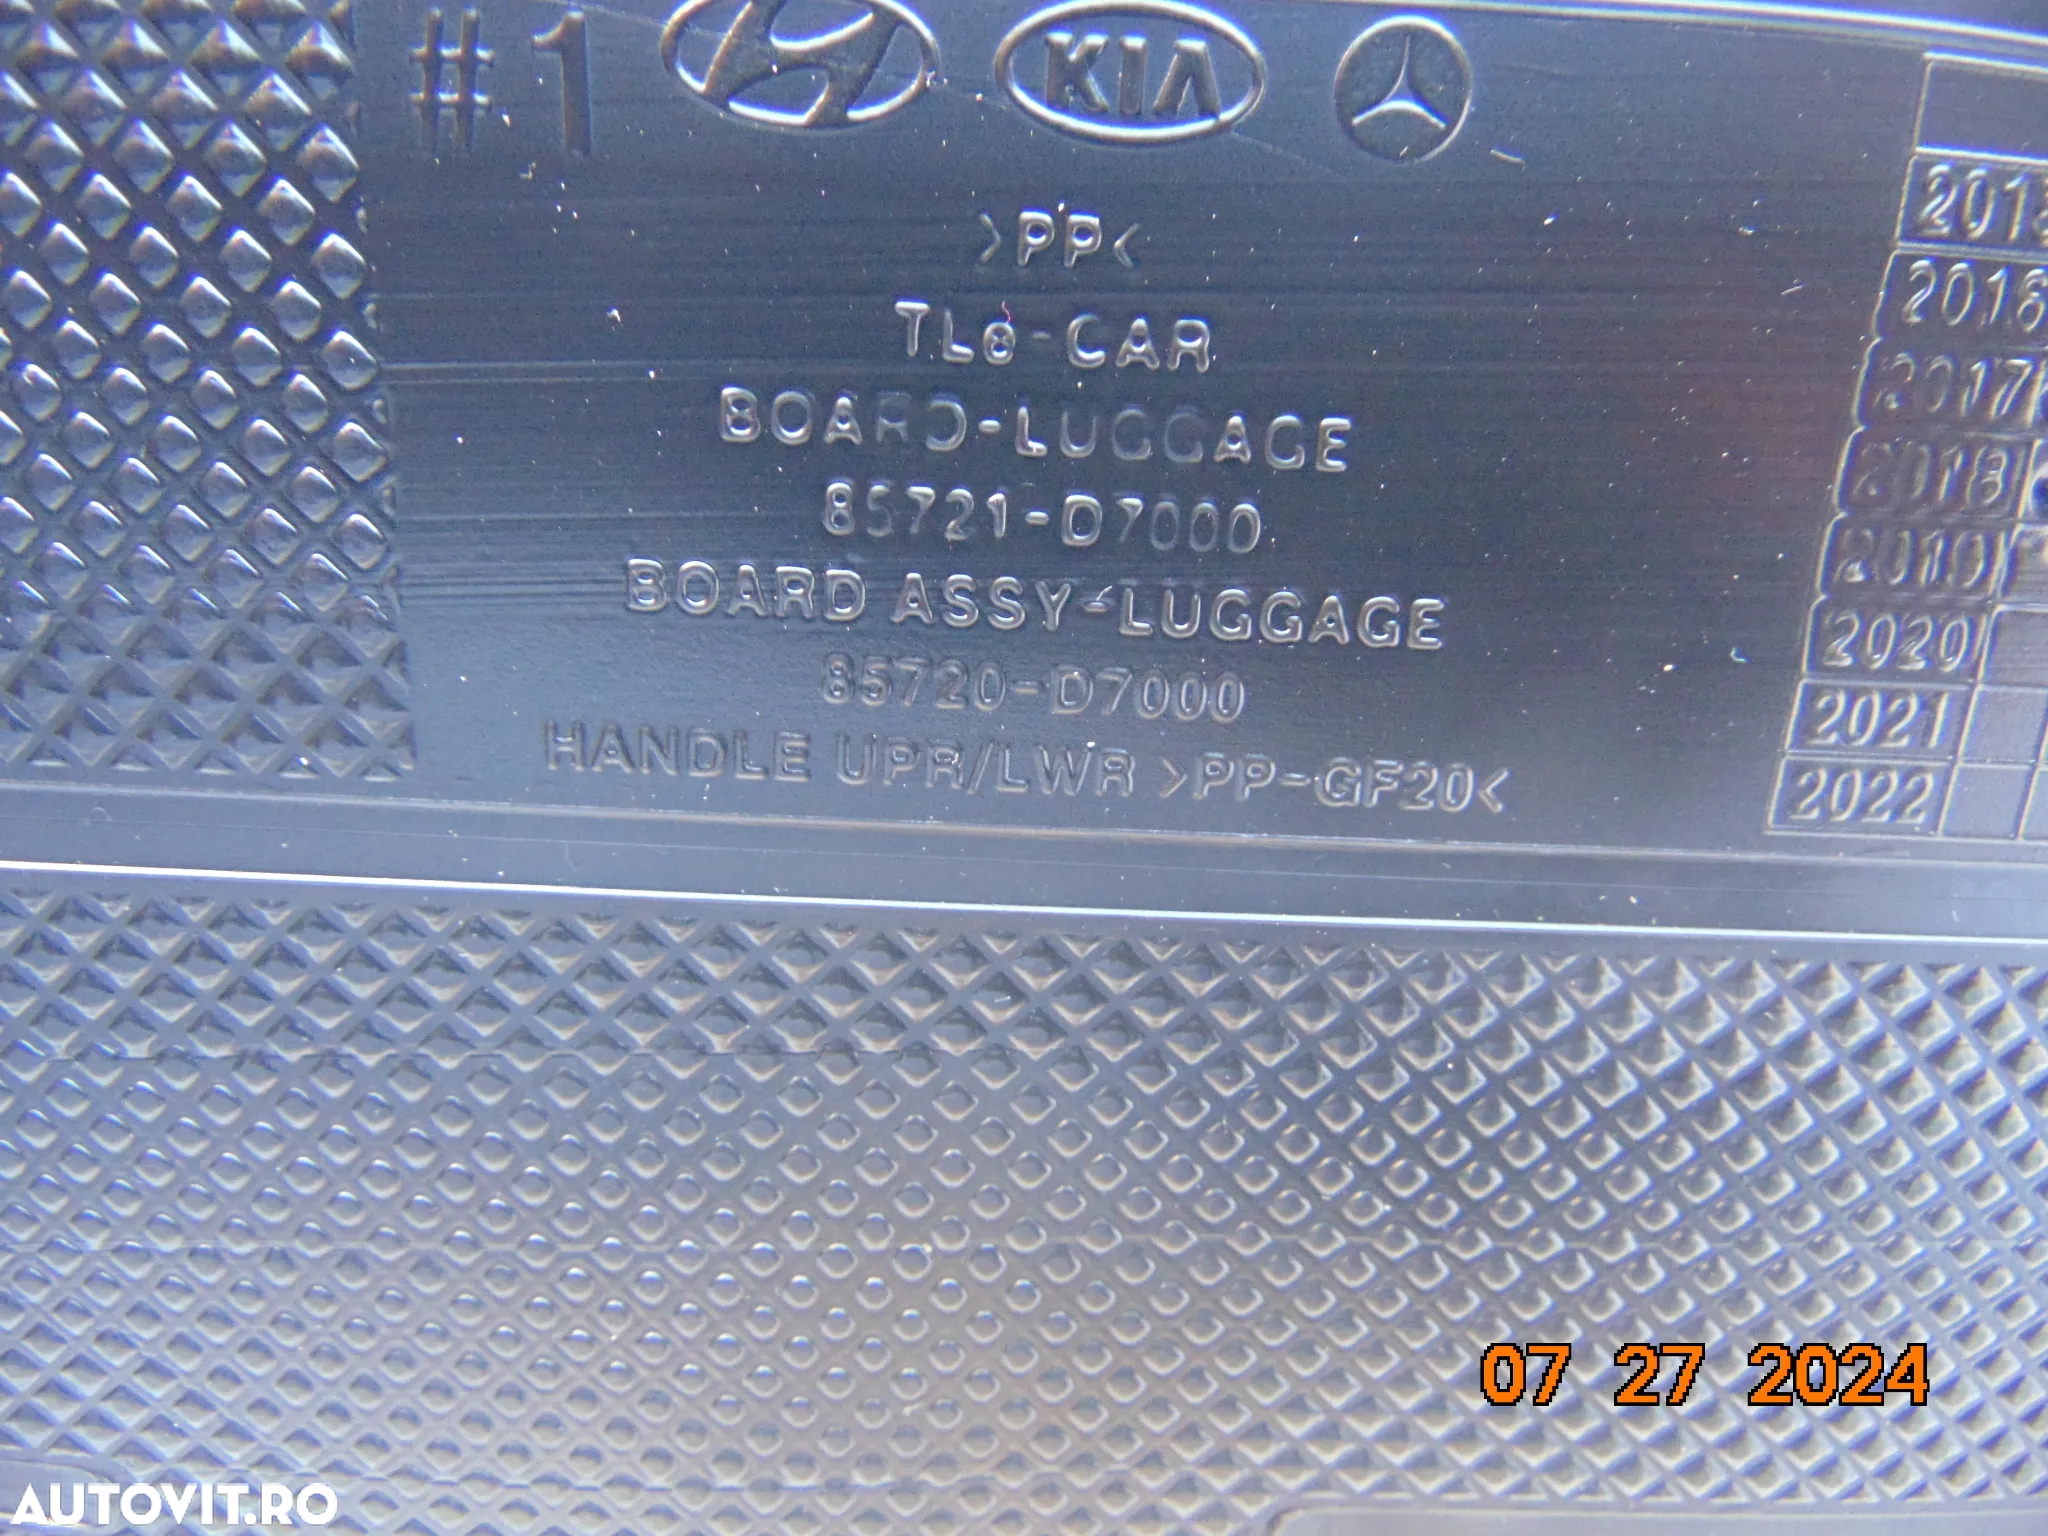 #1 KIA
>PP<
TLe-CAR
BOARD-LUGGAGE
85721-D7000
BOARD ASSY-LUGGAGE
85720-D7000
HANDLE UPR/LWR >PP-GF20<
2016
2017
2018
2019
2020
2021
2022
07 27 2024
AUTOVIT.RO